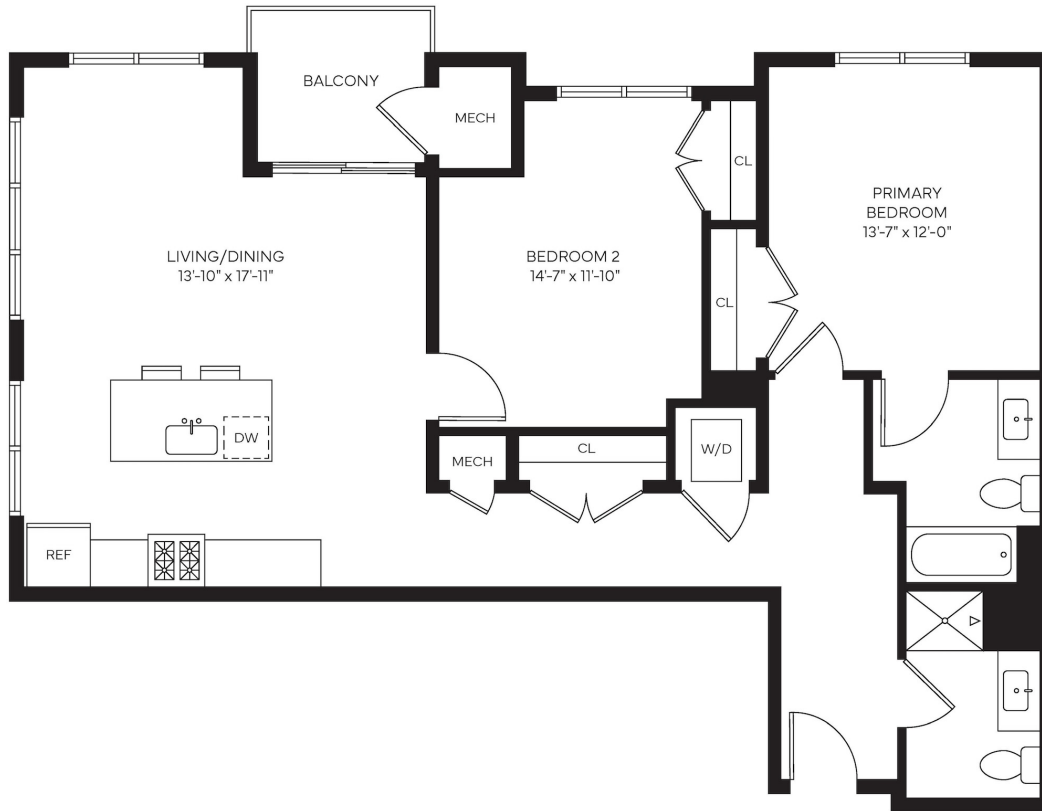 BALCONY
MECH
CL
PRIMARY
BEDROOM
13'-7" x 12'-0"
LIVING/DINING
13'-10" x 17'-11"
BEDROOM 2
14'-7" x 11'-10"
CL
DW
MECH
CL
W/D
REF